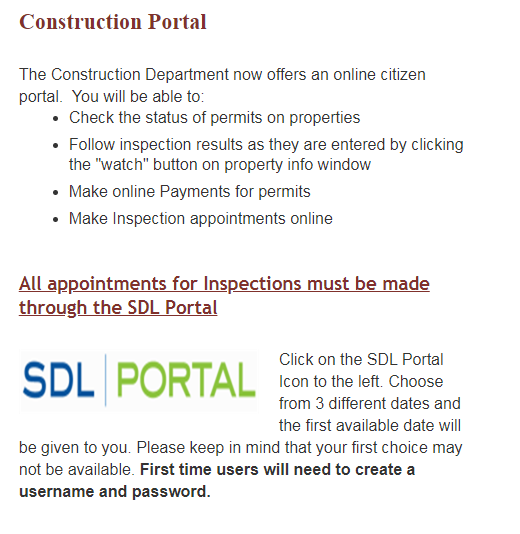 Construction Portal
The Construction Department now offers an online citizen
portal.  You will be able to:
• Check the status of permits on properties
• Follow inspection results as they are entered by clicking
the "watch" button on property info window
• Make online Payments for permits
• Make Inspection appointments online
All appointments for Inspections must be made
through the SDL Portal
SDL | PORTAL
Click on the SDL Portal
Icon to the left. Choose
from 3 different dates and
the first available date will
be given to you. Please keep in mind that your first choice may
not be available. First time users will need to create a
username and password.